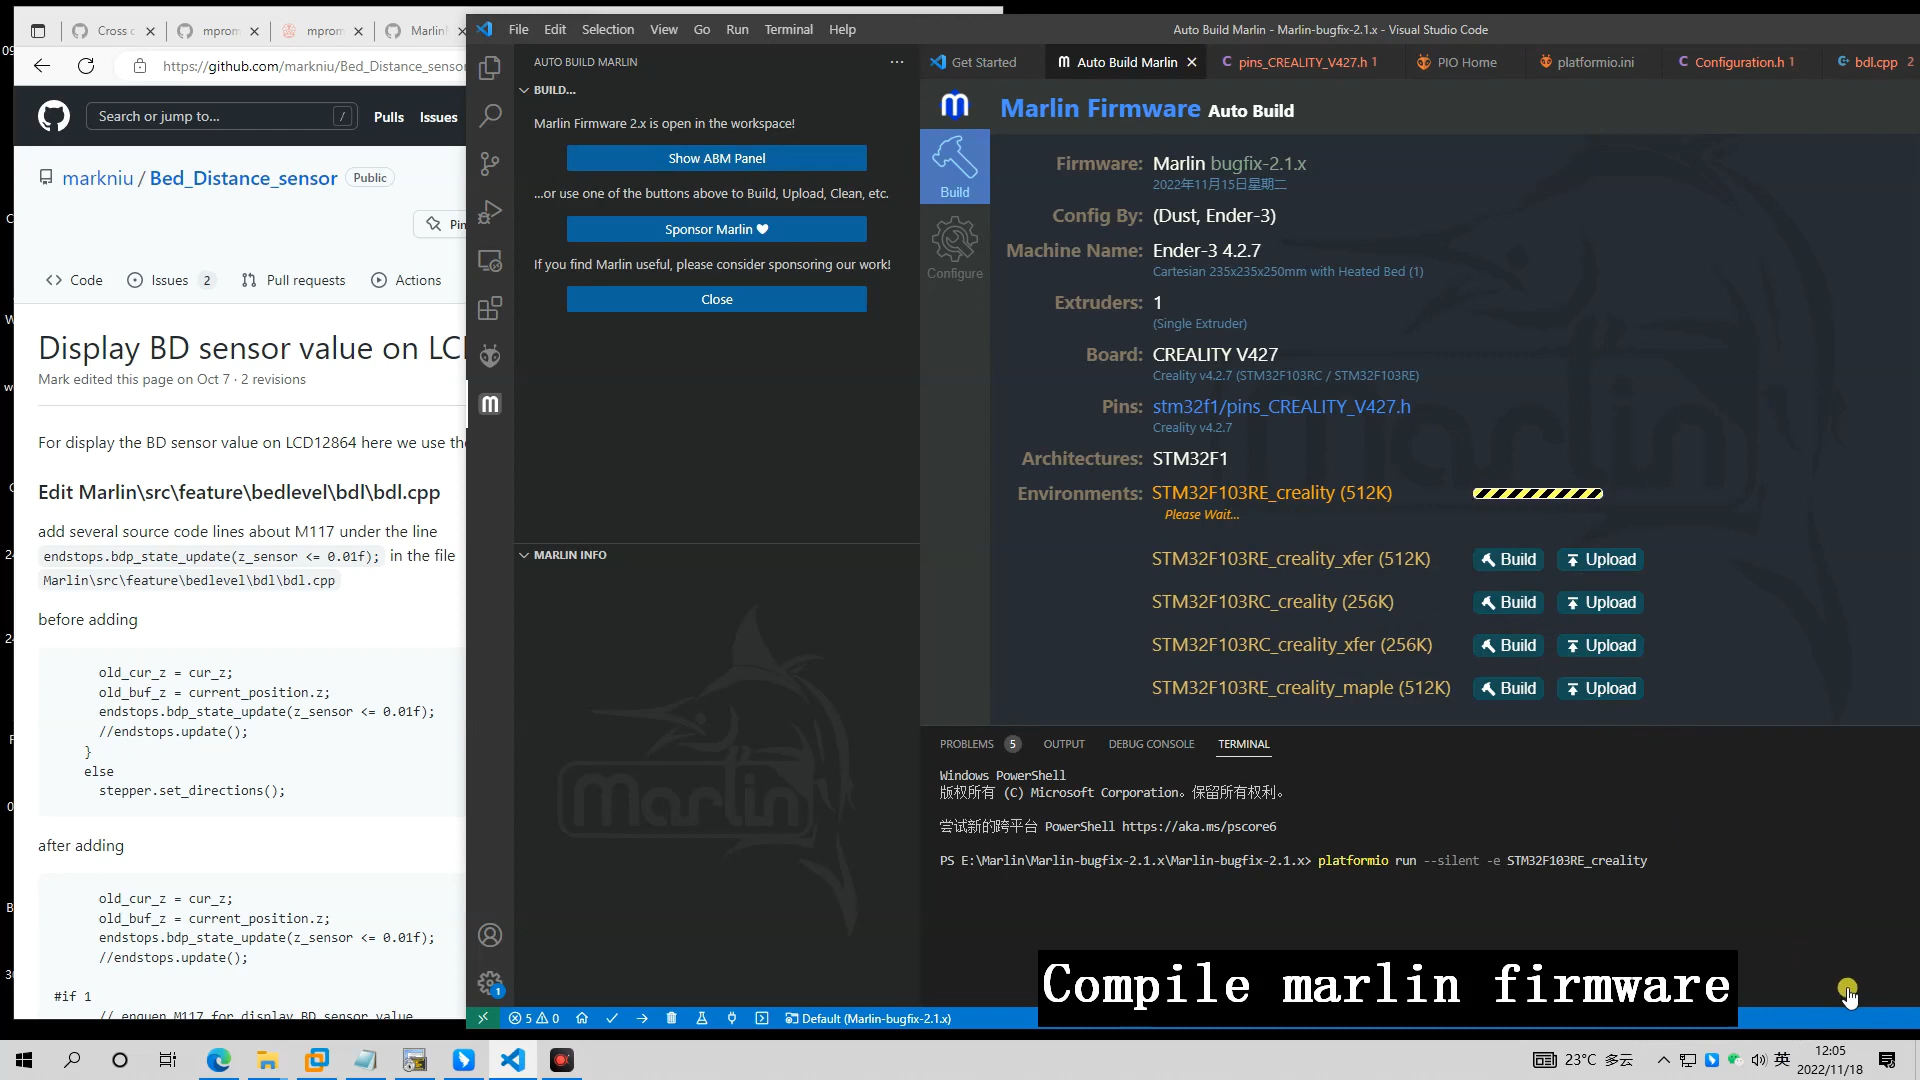 Cross c
mprom
mprom
Marlin
https://github.com/markniu/Bed_Distance_sensor
Search or jump to...
/
Pulls
Issues
markniu / Bed_Distance_sensor
Public
Pin
Code
Issues
2
Pull requests
Actions
Display BD sensor value on LC
Mark edited this page on Oct 7 · 2 revisions
For display the BD sensor value on LCD12864 here we use the
Edit Marlin\src\feature\bedlevel\bdl\bdl.cpp
add several source code lines about M117 under the line
endstops.bdp_state_update(z_sensor <= 0.01f); in the file
Marlin\src\feature\bedlevel\bdl\bdl.cpp
before adding
old_cur_z = cur_z;
old_buf_z = current_position.z;
endstops.bdp_state_update(z_sensor <= 0.01f);
//endstops.update();
}
else
stepper.set_directions();
after adding
old_cur_z = cur_z;
old_buf_z = current_position.z;
endstops.bdp_state_update(z_sensor <= 0.01f);
//endstops.update();
#if 1
// enquen M117 for display BD sensor value
File
Edit
Selection
View
Go
Run
Terminal
Help
Auto Build Marlin - Marlin-bugfix-2.1.x - Visual Studio Code
AUTO BUILD MARLIN
BUILD...
Marlin Firmware 2.x is open in the workspace!
Show ABM Panel
...or use one of the buttons above to Build, Upload, Clean, etc.
Sponsor Marlin
If you find Marlin useful, please consider sponsoring our work!
Close
MARLIN INFO
marlin
1
Get Started
Auto Build Marlin
pins_CREALITY_V427.h 1
PIO Home
platformio.ini
Configuration.h 1
bdl.cpp 2
Marlin Firmware Auto Build
Build
Configure
Firmware: Marlin bugfix-2.1.x
2022年11月15日星期二
Config By: (Dust, Ender-3)
Machine Name: Ender-3 4.2.7
Cartesian 235x235x250mm with Heated Bed (1)
Extruders: 1
(Single Extruder)
Board: CREALITY V427
Creality v4.2.7 (STM32F103RC / STM32F103RE)
Pins: stm32f1/pins_CREALITY_V427.h
Creality v4.2.7
Architectures: STM32F1
Environments: STM32F103RE_creality (512K)
Please Wait...
STM32F103RE_creality_xfer (512K) Build Upload
STM32F103RC_creality (256K) Build Upload
STM32F103RC_creality_xfer (256K) Build Upload
STM32F103RE_creality_maple (512K) Build Upload
marlin
PROBLEMS 5
OUTPUT
DEBUG CONSOLE
TERMINAL
Windows PowerShell
版权所有 (C) Microsoft Corporation。保留所有权利。
尝试新的跨平台 PowerShell https://aka.ms/pscore6
PS E:\Marlin\Marlin-bugfix-2.1.x\Marlin-bugfix-2.1.x> platformio run --silent -e STM32F103RE_creality
Compile marlin firmware
5
0
Default (Marlin-bugfix-2.1.x)
23°C 多云
英
12:05
2022/11/18